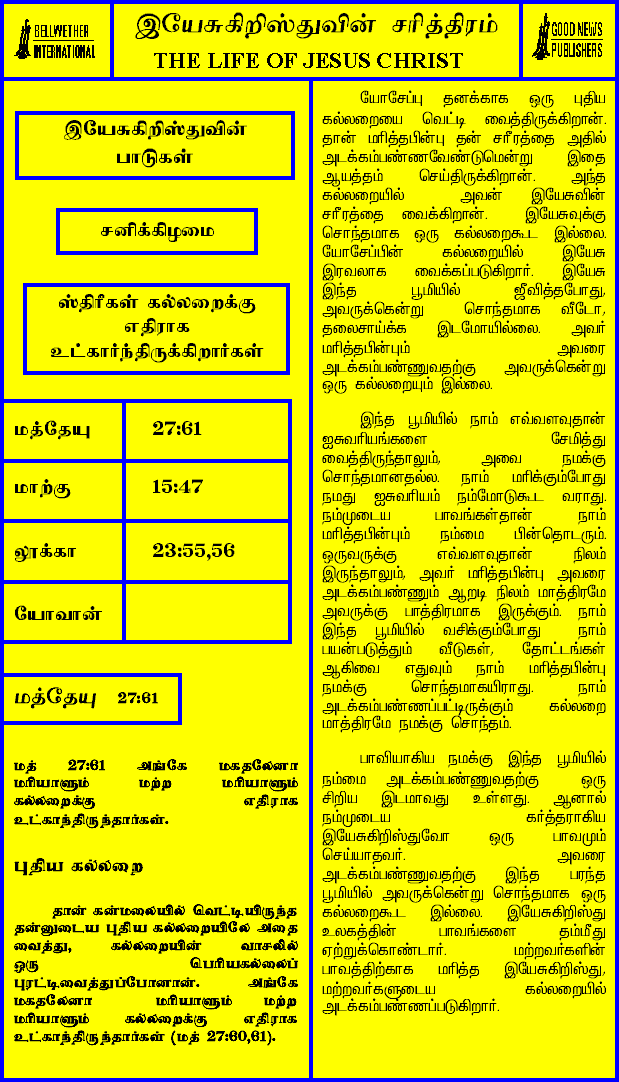 BELLWETHER
INTERNATIONAL
இயேசுகிறிஸ்துவின் சரித்திரம்
THE LIFE OF JESUS CHRIST
GOOD NEWS
PUBLISHERS
இயேசுகிறிஸ்துவின்
பாடுகள்
சனிக்கிழமை
ஸ்திரீகள் கல்லறைக்கு
எதிராக
உட்கார்ந்திருக்கிறார்கள்
மத்தேயு 27:61
மாற்கு 15:47
லூக்கா 23:55,56
யோவான்
மத்தேயு 27:61
மத் 27:61 அங்கே மகதலேனா
மரியாளும் மற்ற மரியாளும்
கல்லறைக்கு எதிராக
உட்காந்திருந்தார்கள்.
புதிய கல்லறை
தான் கன்மலையில் வெட்டியிருந்த
தன்னுடைய புதிய கல்லறையிலே அதை
வைத்து, கல்லறையின் வாசலில்
ஒரு பெரியகல்லைப்
புரட்டிவைத்துப்போனான். அங்கே
மகதலேனா மரியாளும் மற்ற
மரியாளும் கல்லறைக்கு எதிராக
உட்காந்திருந்தார்கள் (மத் 27:60,61).
யோசேப்பு தனக்காக ஒரு புதிய
கல்லறையை வெட்டி வைத்திருக்கிறான்.
தான் மரித்தபின்பு தன் சரீரத்தை அதில்
அடக்கம்பண்ணவேண்டுமென்று இதை
ஆயத்தம் செய்திருக்கிறான். அந்த
கல்லறையில் அவன் இயேசுவின்
சரீரத்தை வைக்கிறான். இயேசுவுக்கு
சொந்தமாக ஒரு கல்லறைகூட இல்லை.
யோசேப்பின் கல்லறையில் இயேசு
இரவலாக வைக்கப்படுகிறார். இயேசு
இந்த பூமியில் ஜீவித்தபோது,
அவருக்கென்று சொந்தமாக வீடோ,
தலைசாய்க்க இடமோயில்லை. அவர்
மரித்தபின்பும் அவரை
அடக்கம்பண்ணுவதற்கு அவருக்கென்று
ஒரு கல்லறையும் இல்லை.
இந்த பூமியில் நாம் எவ்வளவுதான்
ஐசுவரியங்களை சேமித்து
வைத்திருந்தாலும், அவை நமக்கு
சொந்தமானதல்ல. நாம் மரிக்கும்போது
நமது ஐசுவரியம் நம்மோடுகூட வராது.
நம்முடைய பாவங்கள்தான் நாம்
மரித்தபின்பும் நம்மை பின்தொடரும்.
ஒருவருக்கு எவ்வளவுதான் நிலம்
இருந்தாலும், அவர் மரித்தபின்பு அவரை
அடக்கம்பண்ணும் ஆறடி நிலம் மாத்திரமே
அவருக்கு பாத்திரமாக இருக்கும். நாம்
இந்த பூமியில் வசிக்கும்போது நாம்
பயன்படுத்தும் வீடுகள், தோட்டங்கள்
ஆகிவை எதுவும் நாம் மரித்தபின்பு
நமக்கு சொந்தமாகயிராது. நாம்
அடக்கம்பண்ணப்பட்டிருக்கும் கல்லறை
மாத்திரமே நமக்கு சொந்தம்.
பாவியாகிய நமக்கு இந்த பூமியில்
நம்மை அடக்கம்பண்ணுவதற்கு ஒரு
சிறிய இடமாவது உள்ளது. ஆனால்
நம்முடைய கர்த்தராகிய
இயேசுகிறிஸ்துவோ ஒரு பாவமும்
செய்யாதவர். அவரை
அடக்கம்பண்ணுவதற்கு இந்த பரந்த
பூமியில் அவருக்கென்று சொந்தமாக ஒரு
கல்லறைகூட இல்லை. இயேசுகிறிஸ்து
உலகத்தின் பாவங்களை தம்மீது
ஏற்றுக்கொண்டார். மற்றவர்களின்
பாவத்திற்காக மரித்த இயேசுகிறிஸ்து,
மற்றவர்களுடைய கல்லறையில்
அடக்கம்பண்ணப்படுகிறார்.